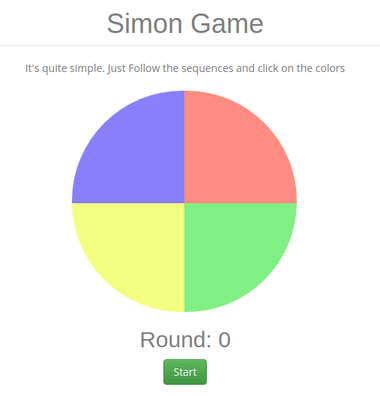 Simon Game
It's quite simple. Just Follow the sequences and click on the colors
Round: 0
Start